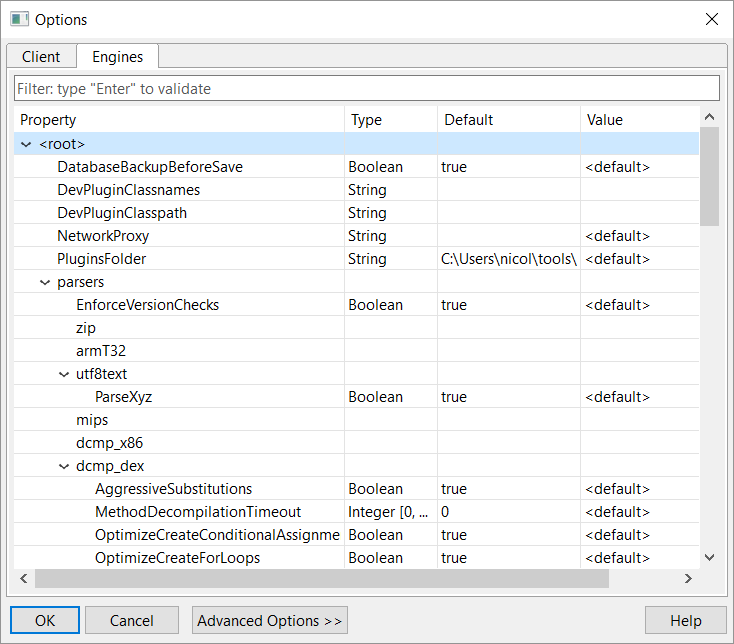 Options
Client Engines
Filter: type "Enter" to validate
Property Type Default Value
<root>
DatabaseBackupBeforeSave Boolean true <default>
DevPluginClassnames String
DevPluginClasspath String
NetworkProxy String <default>
PluginsFolder String C:\Users\nicol\tools\ <default>
parsers
EnforceVersionChecks Boolean true <default>
zip
armT32
utf8text
ParseXyz Boolean true <default>
mips
dcmp_x86
dcmp_dex
AggressiveSubstitutions Boolean true <default>
MethodDecompilationTimeout Integer [0, ... 0 <default>
OptimizeCreateConditionalAssignme Boolean true <default>
OptimizeCreateForLoops Boolean true <default>
OK Cancel Advanced Options >> Help